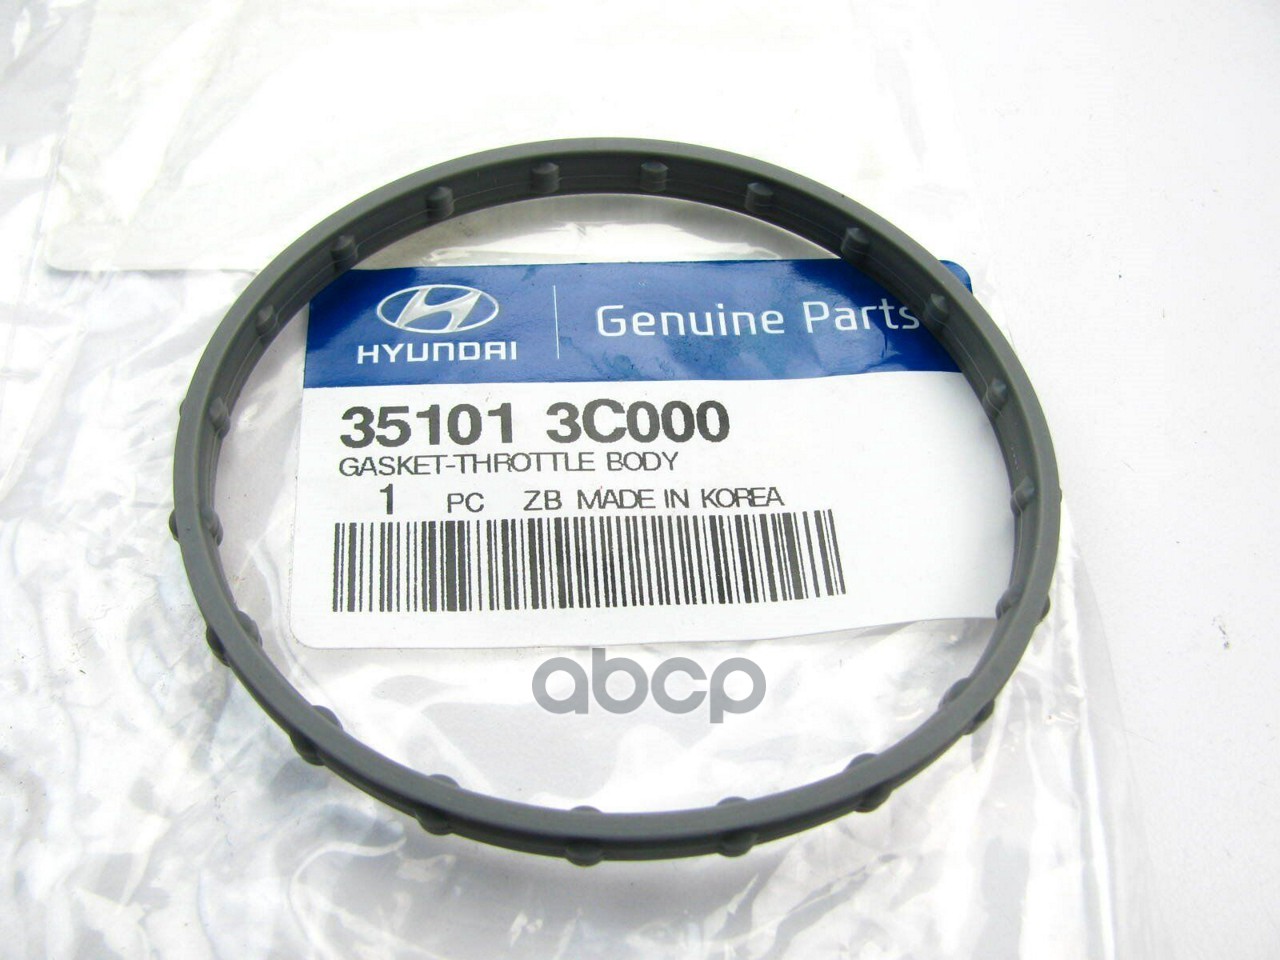 HYUNDAI
Genuine Parts
35101 3C000
GASKET-THROTTLE BODY
1 PC ZB MADE IN KOREA
abcp